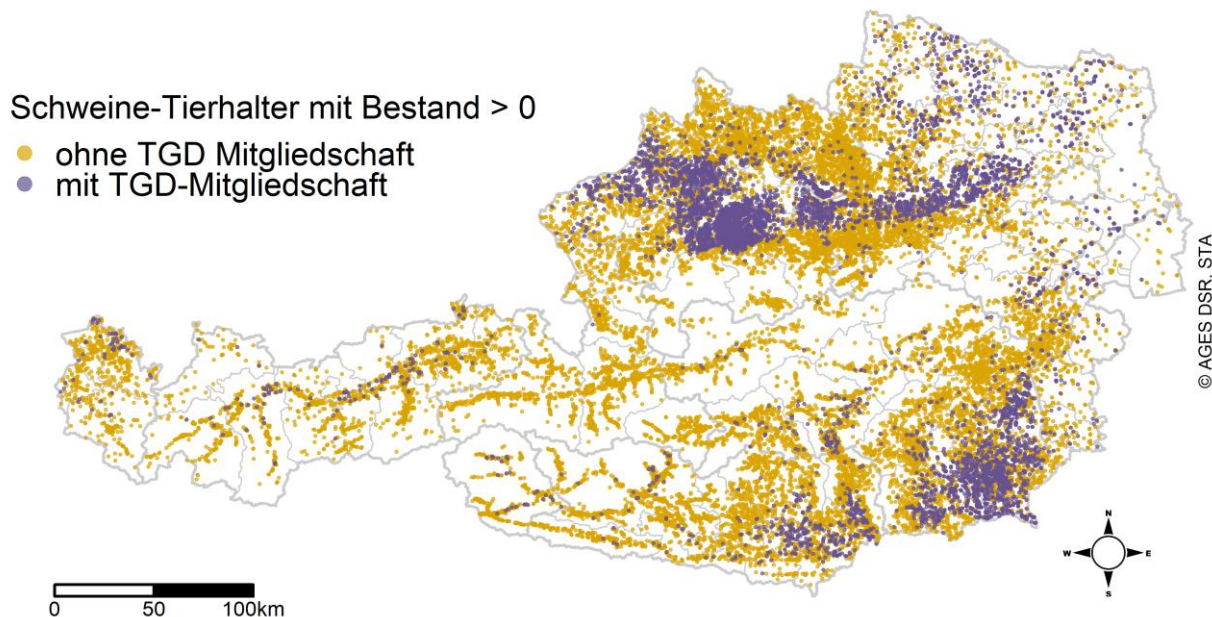 Schweine-Tierhalter mit Bestand > 0
ohne TGD Mitgliedschaft
mit TGD-Mitgliedschaft
© AGES DSR, STA
N
W
E
S
0 50 100km